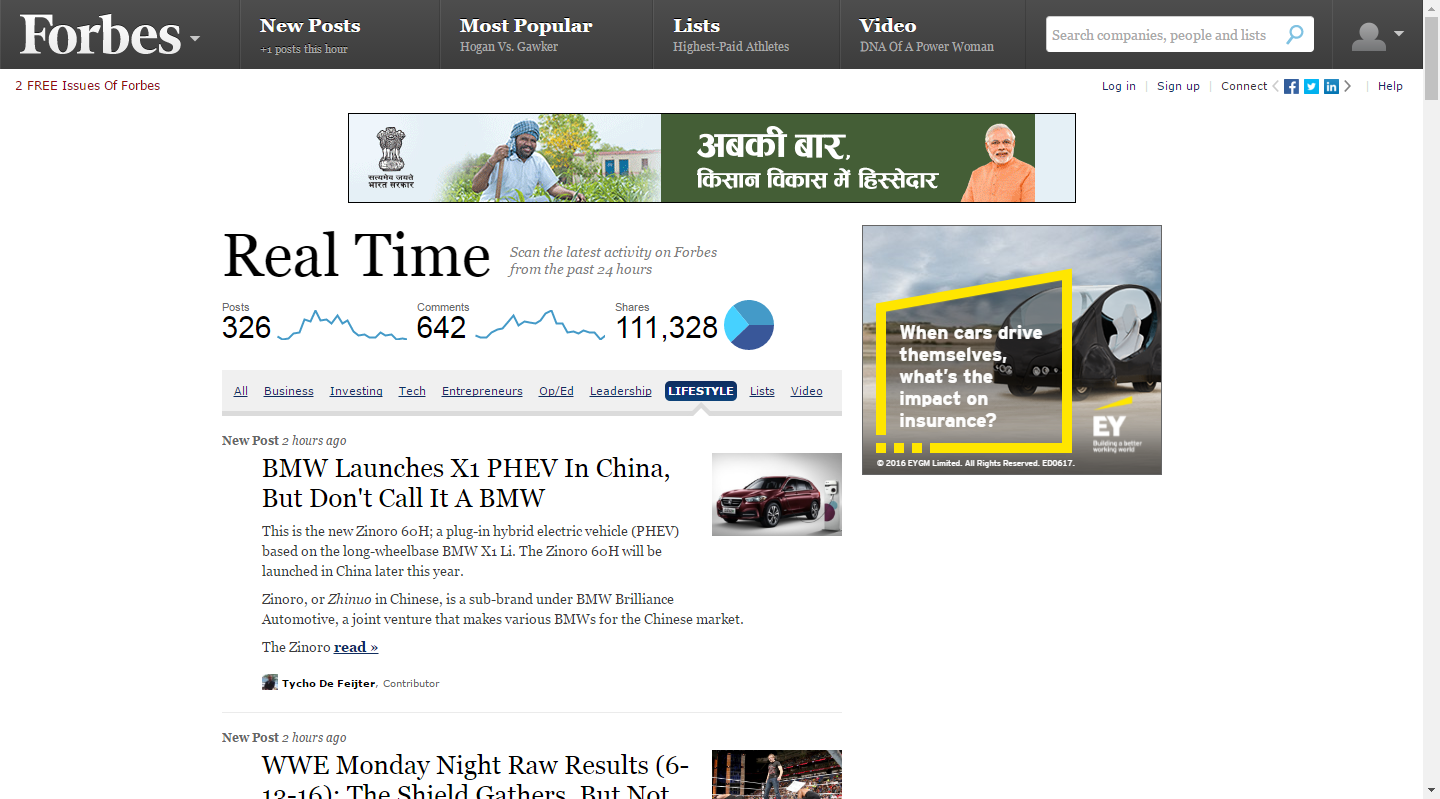 Forbes
New Posts
+1 posts this hour
Most Popular
Hogan Vs. Gawker
Lists
Highest-Paid Athletes
Video
DNA Of A Power Woman
Search companies, people and lists
2 FREE Issues Of Forbes
Log in
Sign up
Connect
Help
सत्यमेव जयते
भारत सरकार
अबकी बार,
किसान विकास में हिस्सेदार
Real Time
Scan the latest activity on Forbes
from the past 24 hours
Posts
326
Comments
642
Shares
111,328
All Business Investing Tech Entrepreneurs Op/Ed Leadership LIFESTYLE Lists Video
New Post 2 hours ago
BMW Launches X1 PHEV In China,
But Don't Call It A BMW
This is the new Zinoro 60H; a plug-in hybrid electric vehicle (PHEV)
based on the long-wheelbase BMW X1 Li. The Zinoro 60H will be
launched in China later this year.
Zinoro, or Zhinuo in Chinese, is a sub-brand under BMW Brilliance
Automotive, a joint venture that makes various BMWs for the Chinese market.
The Zinoro read »
Tycho De Feijter, Contributor
New Post 2 hours ago
WWE Monday Night Raw Results (6-
13-16): The Shield Gathers, But Not
When cars drive
themselves,
what's the
impact on
insurance?
EY
Building a better
working world
© 2016 EYGM Limited. All Rights Reserved. ED0617.